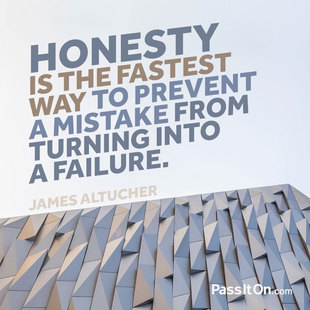 HONESTY
IS THE FASTEST
WAY TO PREVENT
A MISTAKE FROM
TURNING INTO
A FAILURE.
JAMES ALTUCHER
PassItOn.com